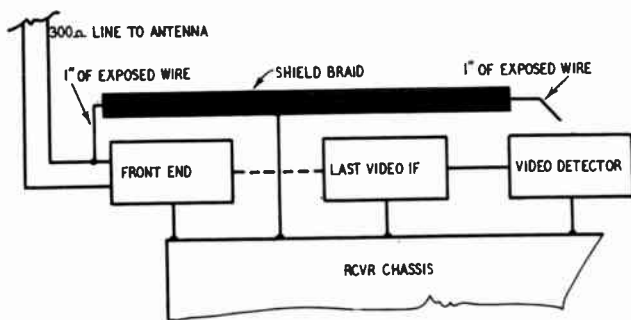 300Ω LINE TO ANTENNA
1" OF EXPOSED WIRE
SHIELD BRAID
1" OF EXPOSED WIRE
FRONT END
LAST VIDEO IF
VIDEO DETECTOR
RCVR CHASSIS